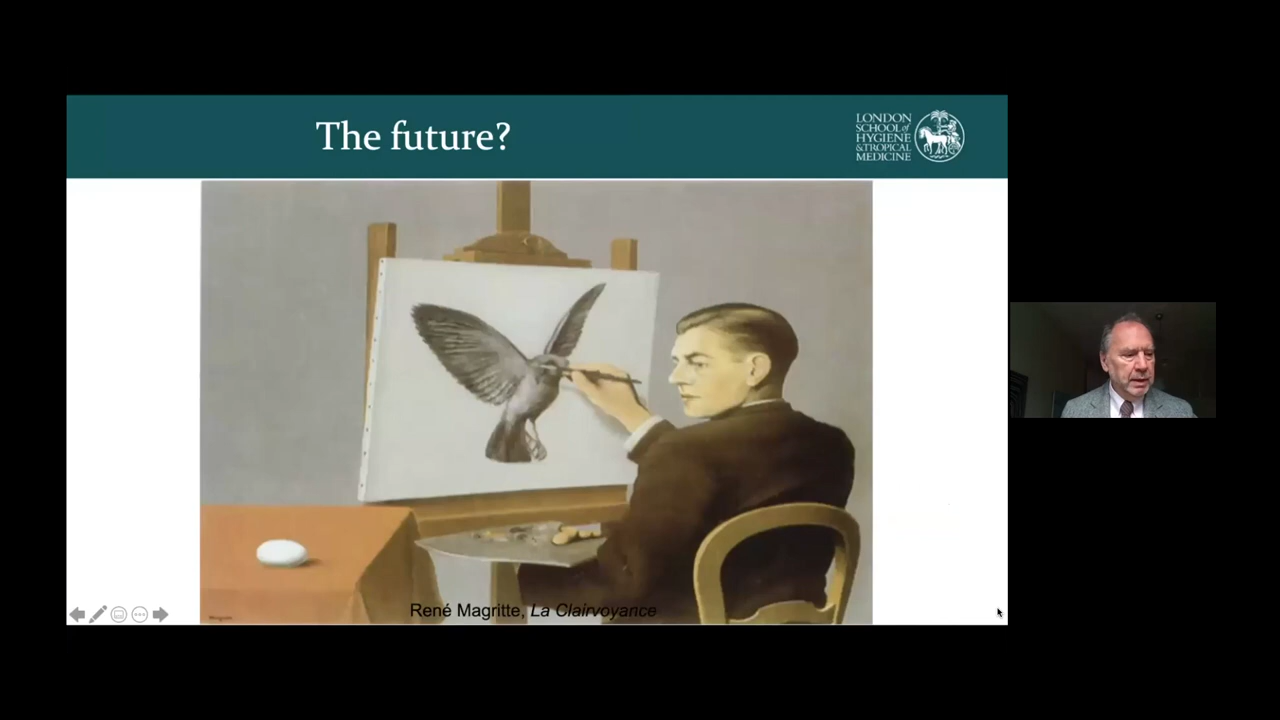 The future?
LONDON
SCHOOL of
HYGIENE
& TROPICAL
MEDICINE
René Magritte, La Clairvoyance